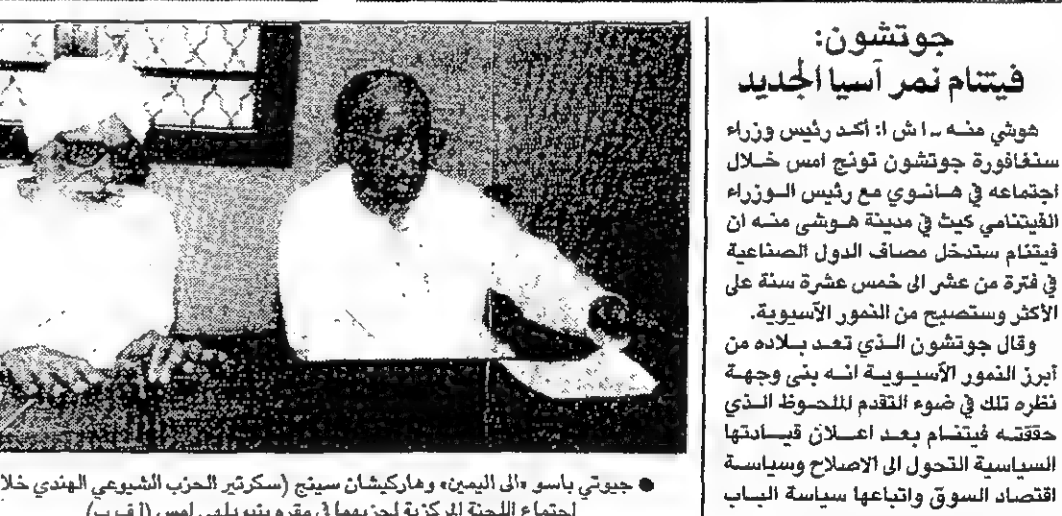 جوتشون:
فيتنام نمر آسيا الجديد
هوشي منه ـ ا ش ا: أكد رئيس وزراء
سنغافورة جوتشون تونج امس خلال
اجتماعه في هانوي مع رئيس الوزراء
الفيتنامي كيث في مدينة هوشي منه ان
فيتنام ستدخل مصاف الدول الصناعية
في فترة من عشر الى خمس عشرة سنة على
الأكثر وستصبح من النمور الآسيوية.
وقال جوتشون الذي تعد بلاده من
أبرز النمور الآسيوية انه بنى وجهة
نظره تلك في ضوء التقدم الملحوظ الذي
حققته فيتنام بعد اعلان قيادتها
السياسية التحول الى الاصلاح وسياسة
اقتصاد السوق واتباعها سياسة الباب
● جيوتي باسو «الى اليمين» وهاركيشان سينج (سكرتير الحزب الشيوعي الهندي خلا
اجتماع اللجنة المركزية لحزبهما في مقره بنيودلهي امس (ا ف ب)